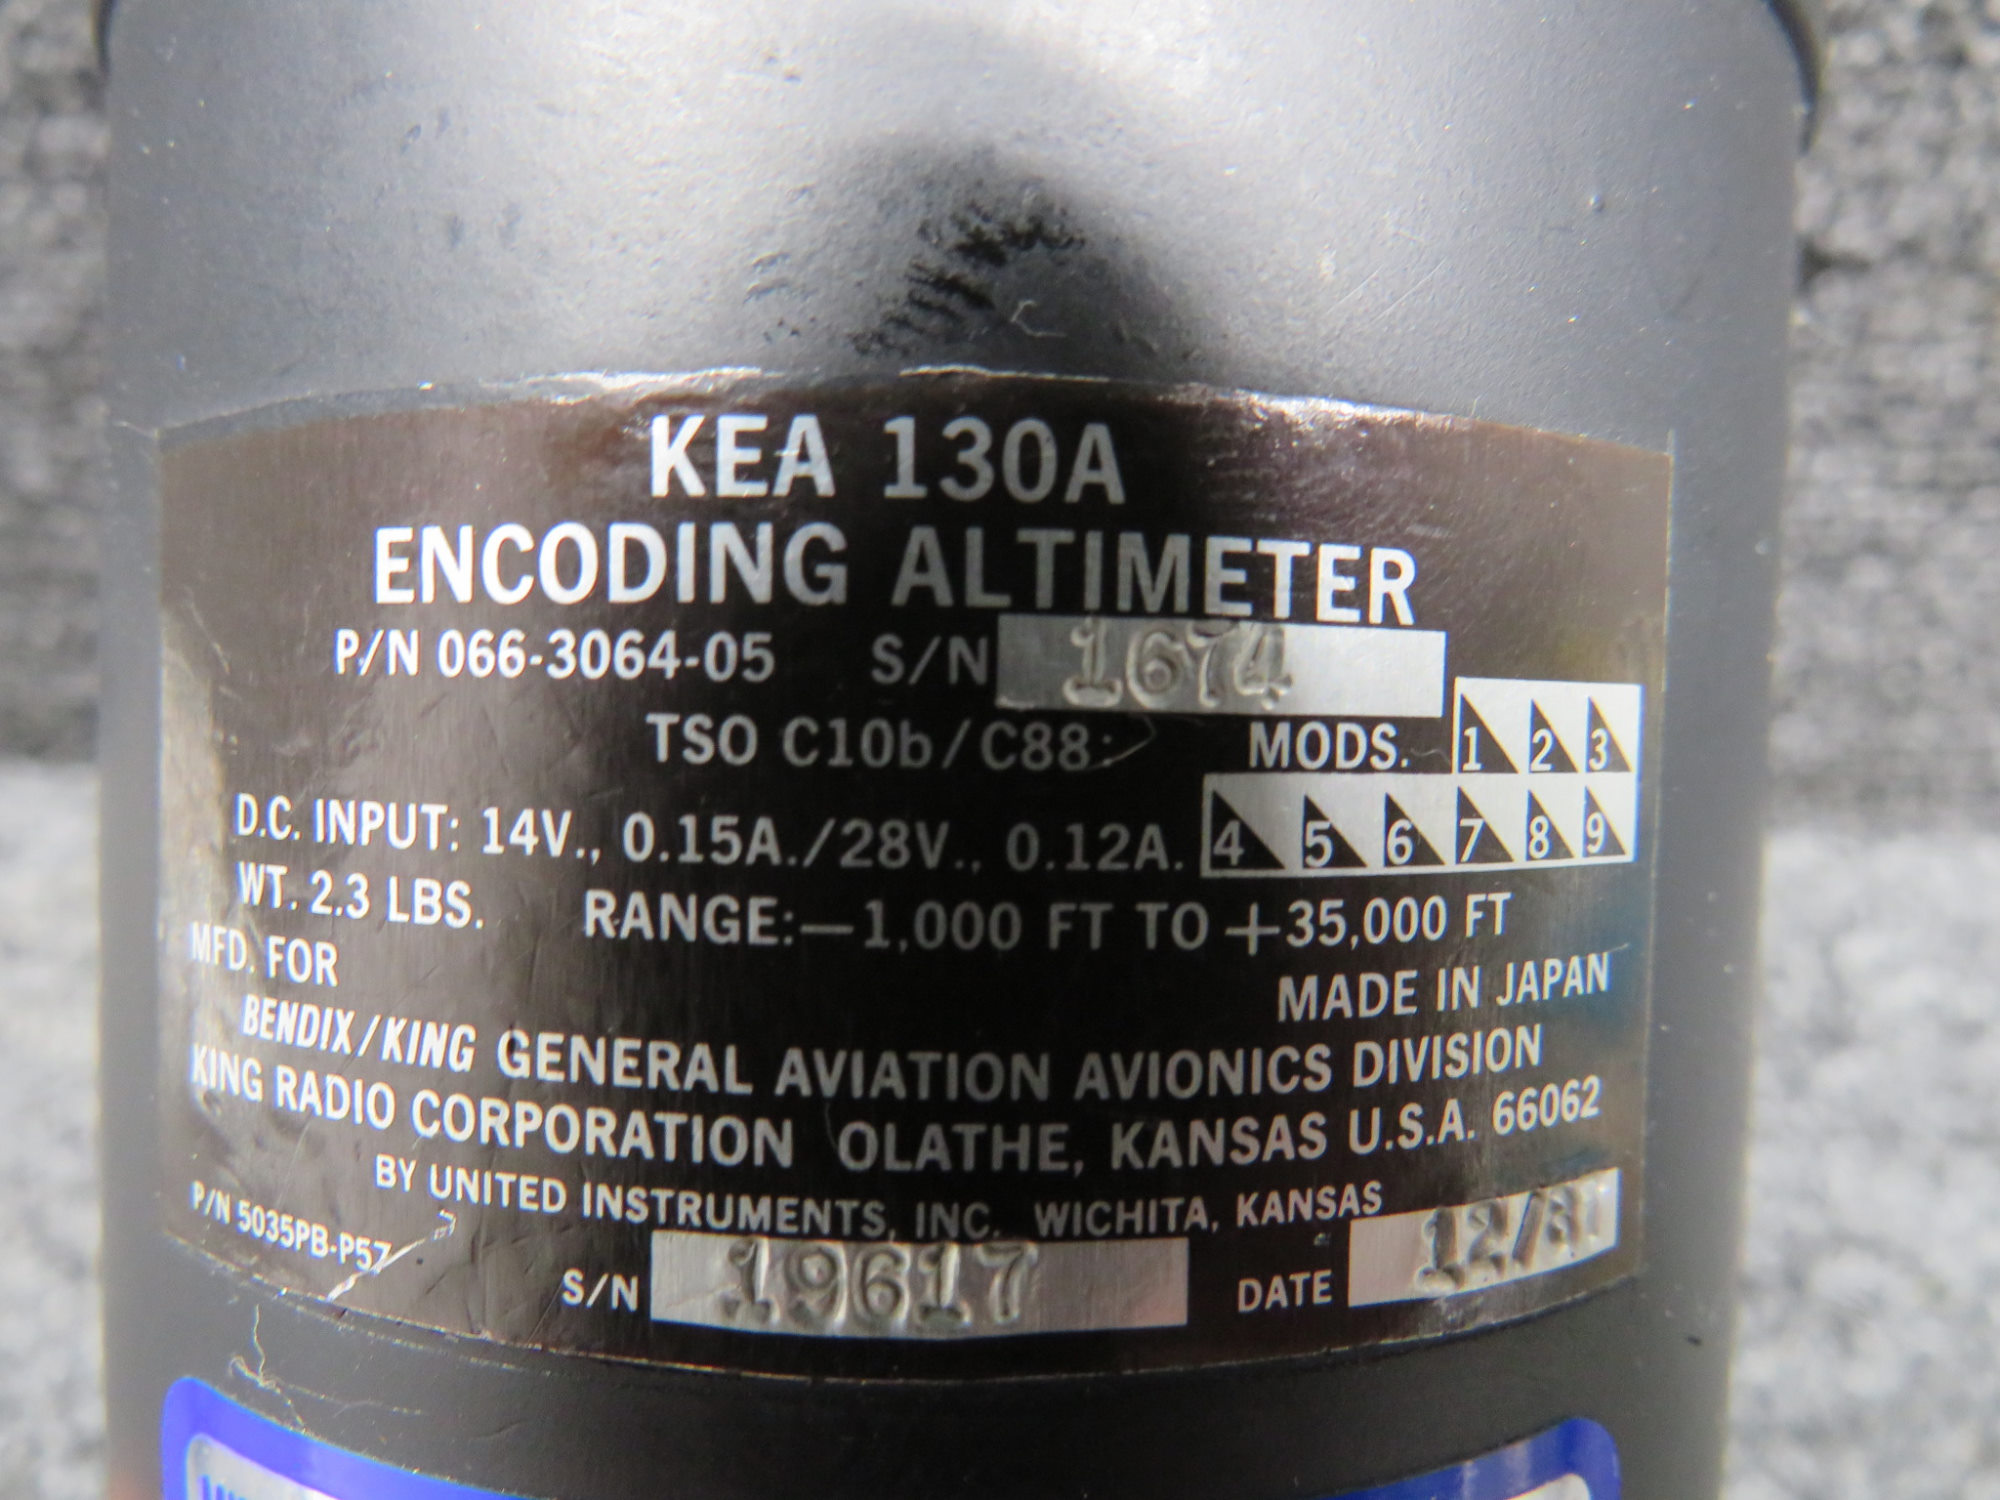 KEA 130A
ENCODING ALTIMETER
P/N 066-3064-05 S/N 1674
TSO C10b/C88: MODS. 1 2 3
D.C. INPUT: 14V., 0.15A./28V., 0.12A. 4 5 6 7 8 9
WT. 2.3 LBS. RANGE:—1,000 FT TO +35,000 FT
MFD. FOR MADE IN JAPAN
BENDIX/KING GENERAL AVIATION AVIONICS DIVISION
KING RADIO CORPORATION OLATHE, KANSAS U.S.A. 66062
BY UNITED INSTRUMENTS, INC. WICHITA, KANSAS
P/N 5035PB-P57
S/N 19617 DATE